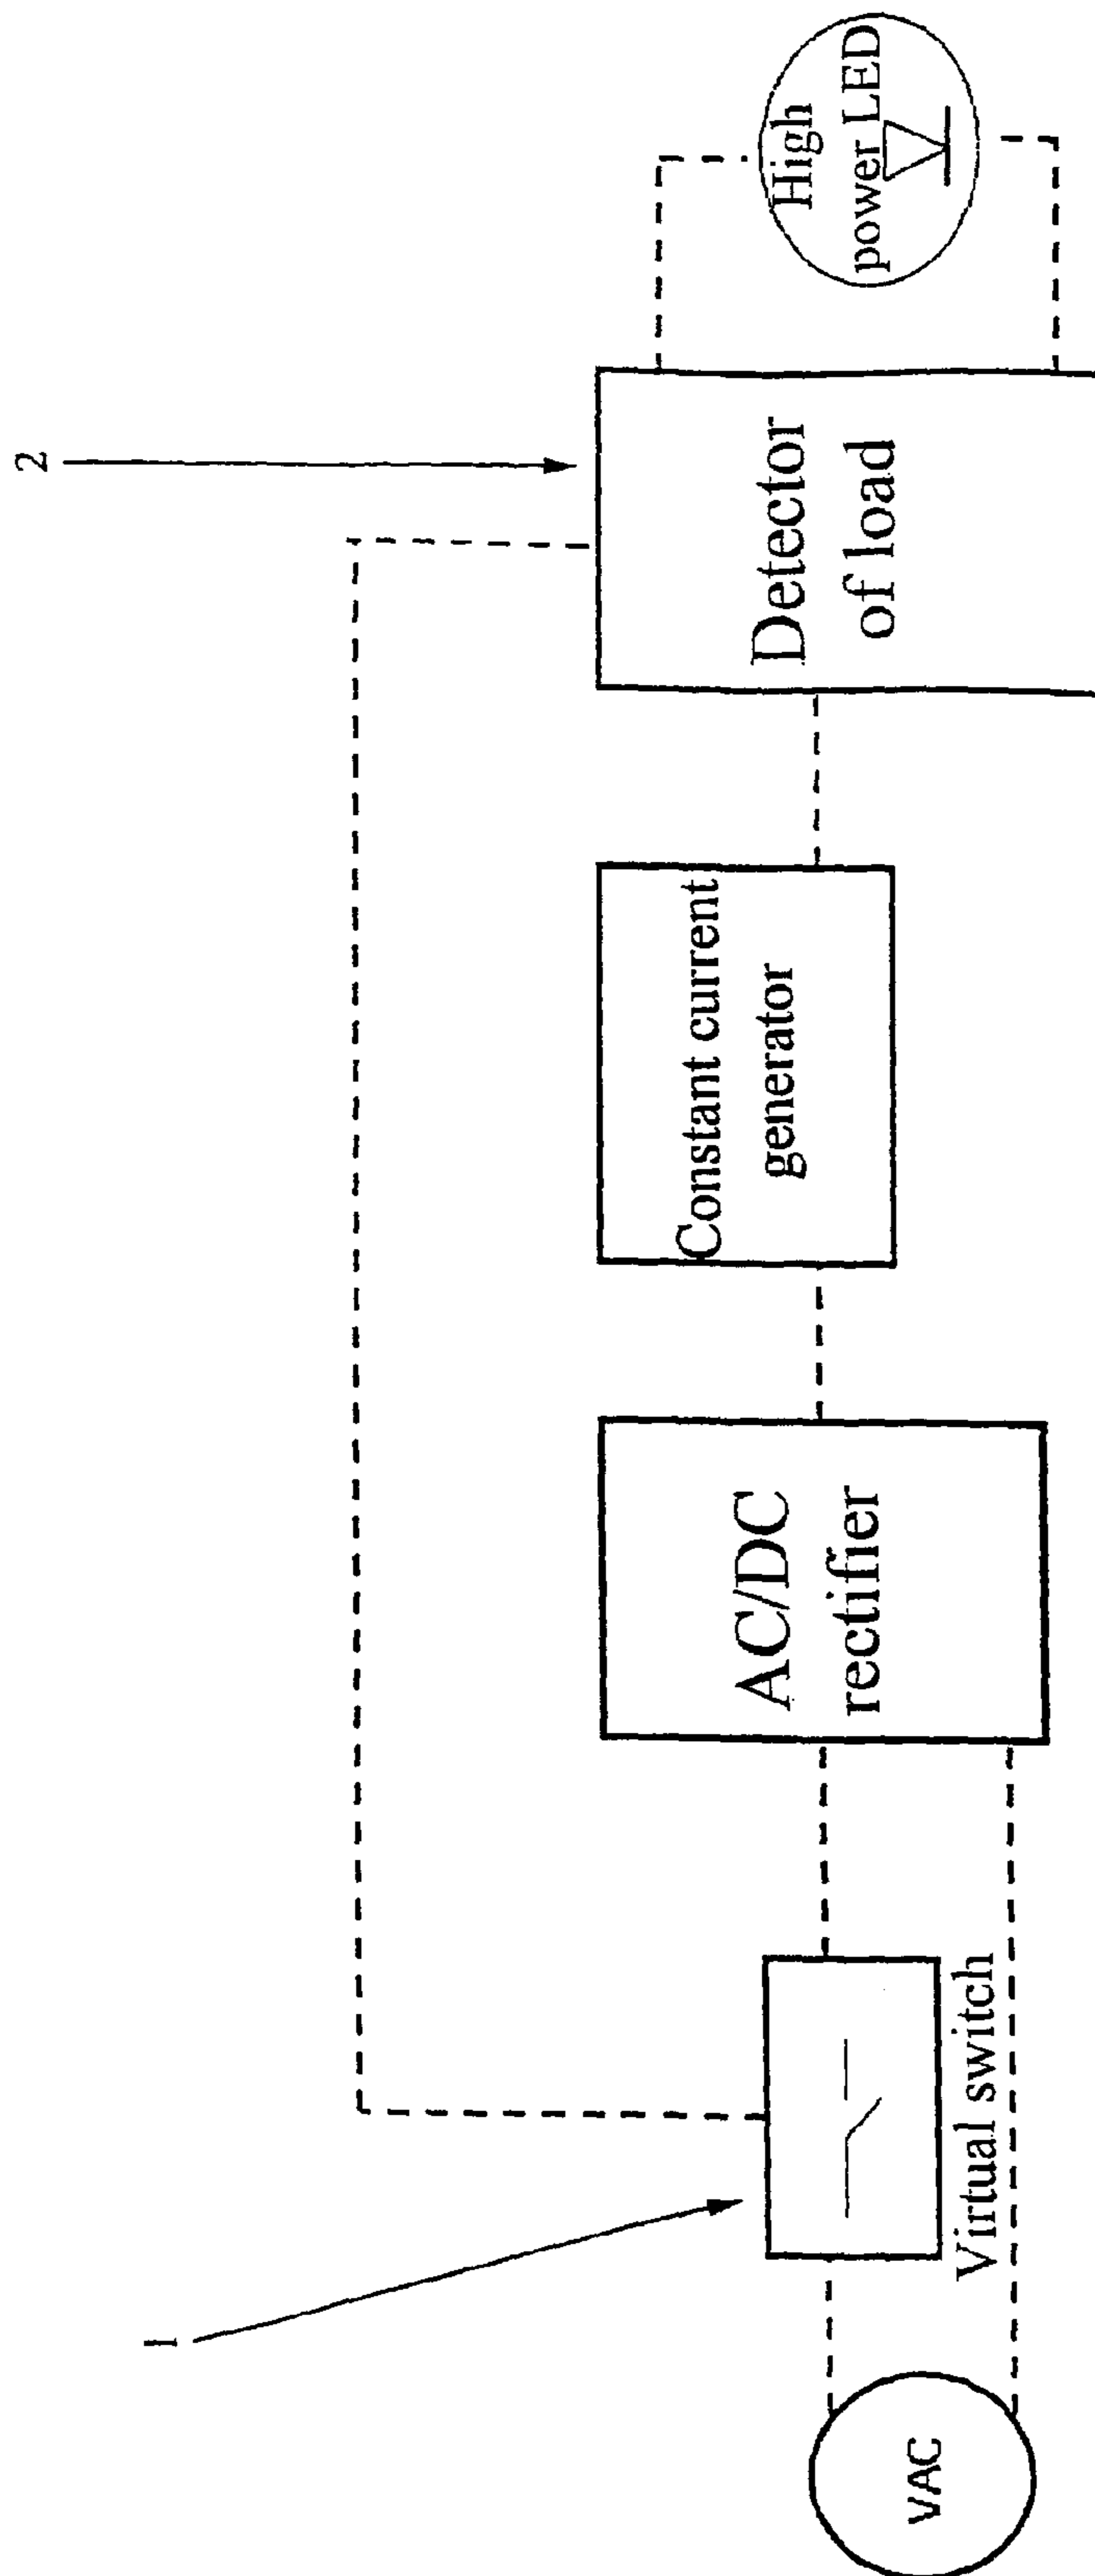 1
2
VAC
Virtual switch
AC/DC
rectifier
Constant current
generator
Detector
of load
High
power LED